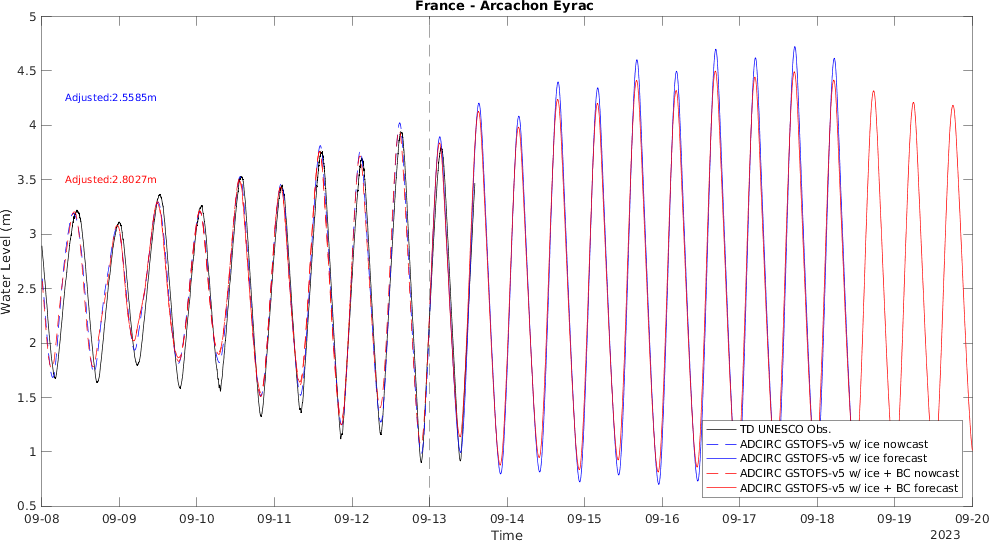 France - Arcachon Eyrac
5
4.5
Adjusted:2.5585m
4
3.5
Adjusted:2.8027m
3
2.5
2
1.5
1
0.5
Water Level (m)
TD UNESCO Obs.
ADCIRC GSTOFS-v5 w/ ice nowcast
ADCIRC GSTOFS-v5 w/ ice forecast
ADCIRC GSTOFS-v5 w/ ice + BC nowcast
ADCIRC GSTOFS-v5 w/ ice + BC forecast
09-08 09-09 09-10 09-11 09-12 09-13 09-14 09-15 09-16 09-17 09-18 09-19 09-20
Time
2023